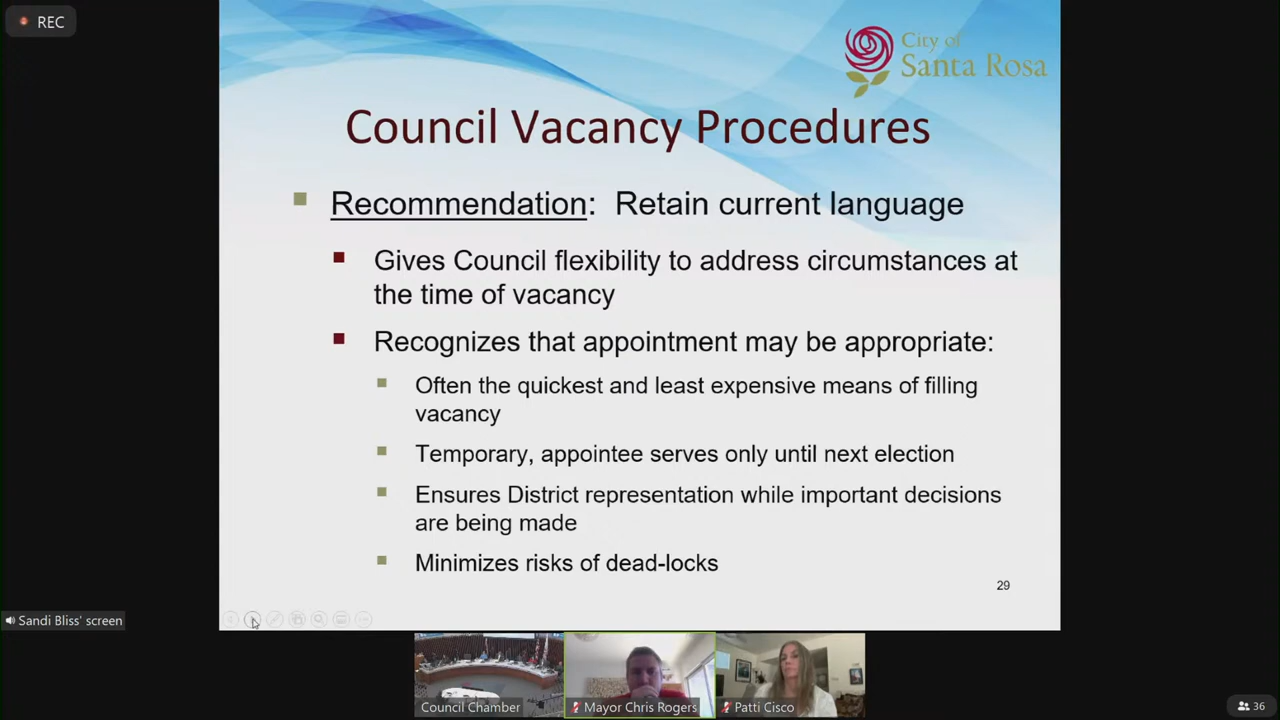 REC
City of
Santa Rosa
Council Vacancy Procedures
Recommendation: Retain current language
Gives Council flexibility to address circumstances at
the time of vacancy
Recognizes that appointment may be appropriate:
Often the quickest and least expensive means of filling
vacancy
Temporary, appointee serves only until next election
Ensures District representation while important decisions
are being made
Minimizes risks of dead-locks
29
Sandi Bliss' screen
Council Chamber
Mayor Chris Rogers
Patti Cisco
36